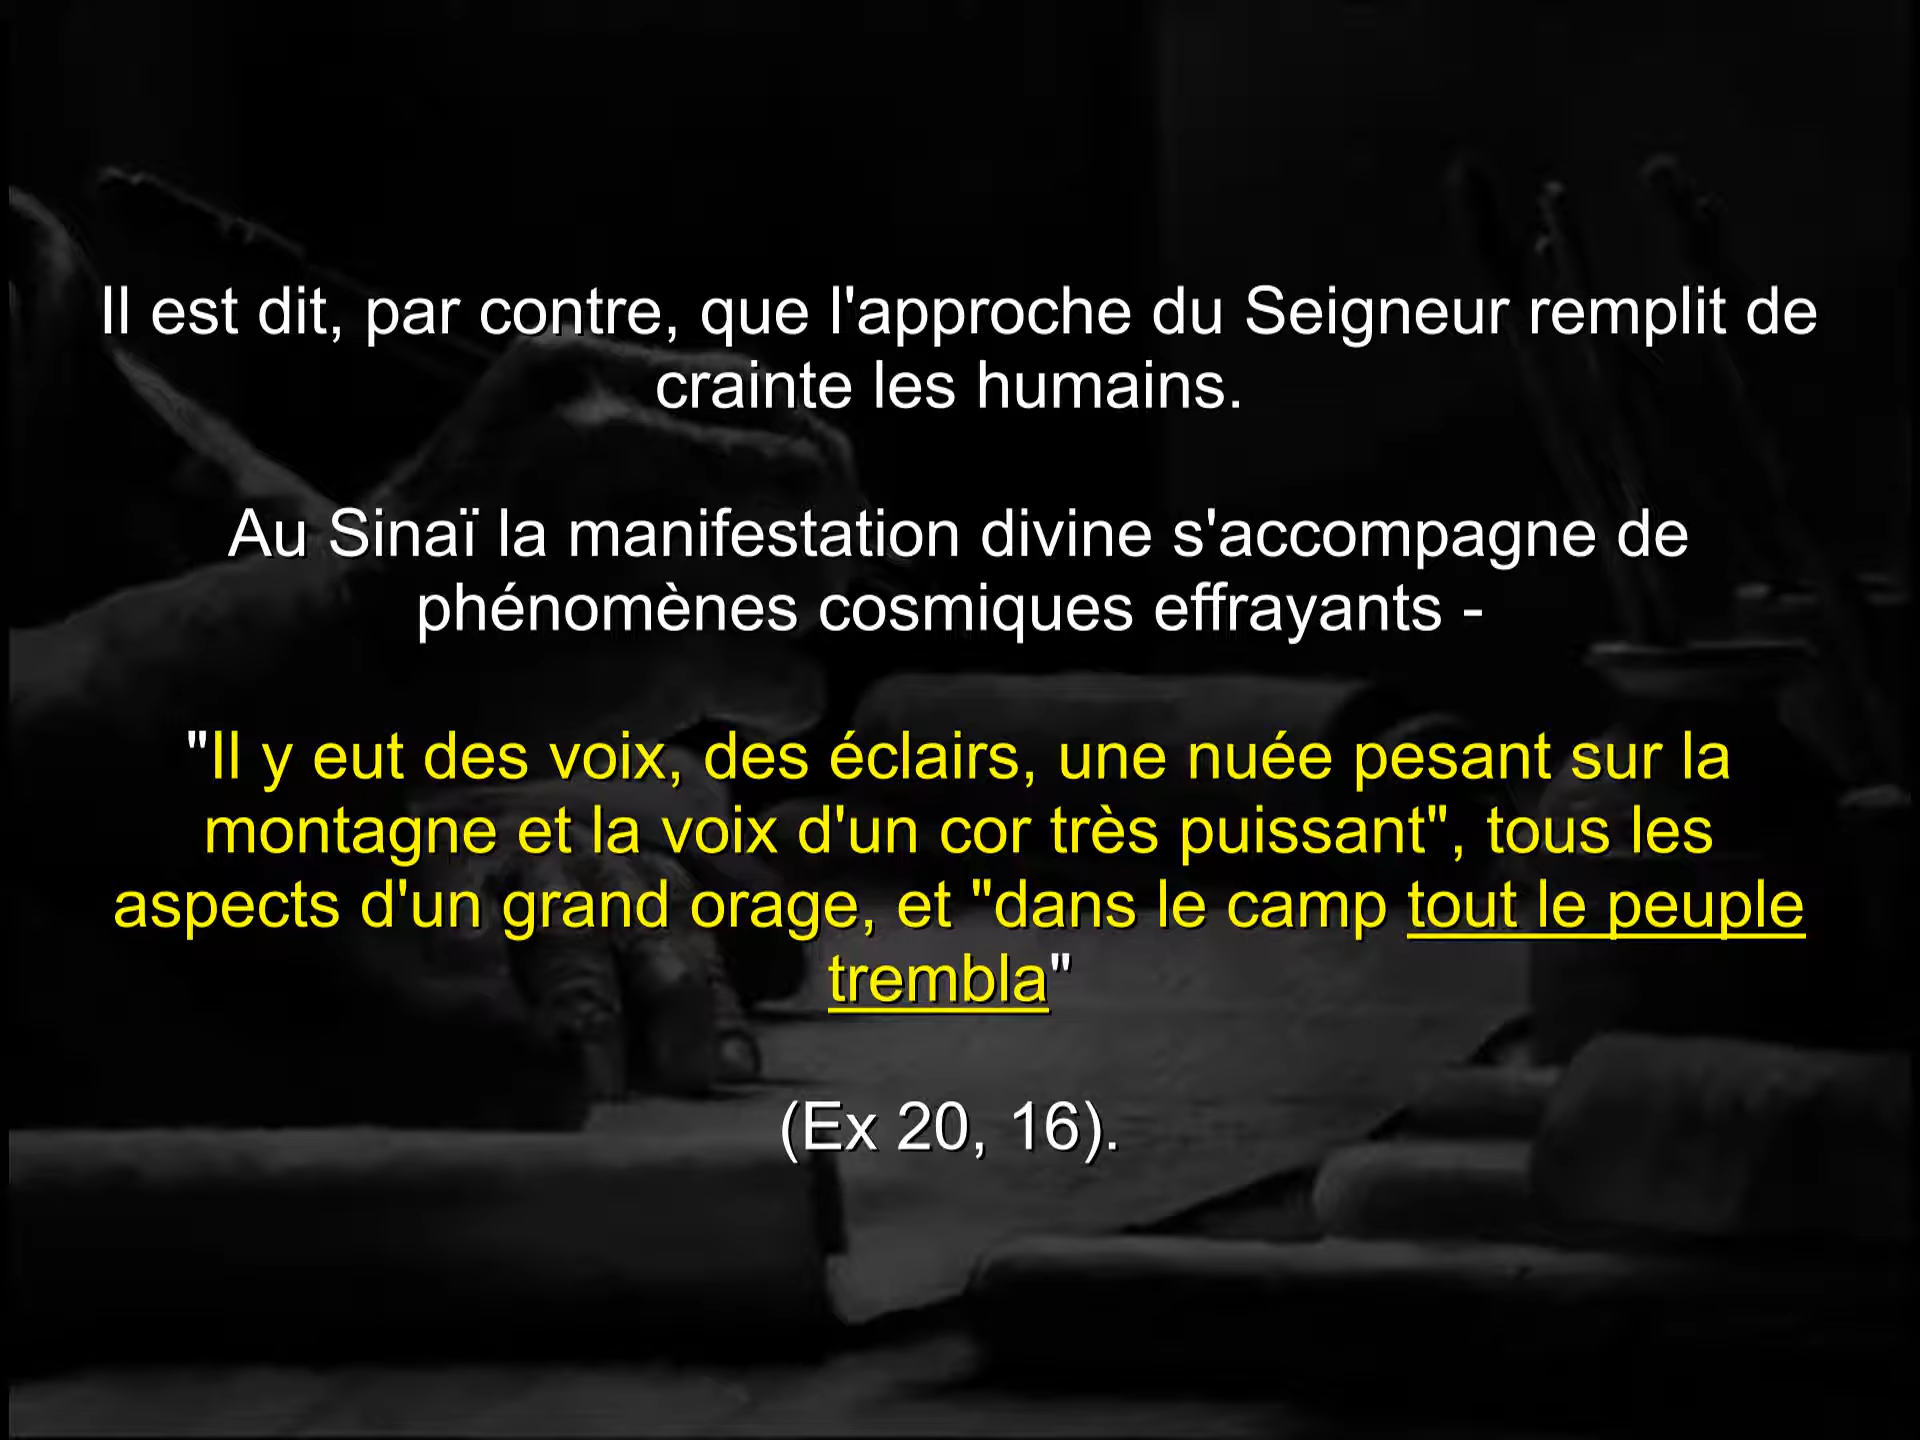 Il est dit, par contre, que l'approche du Seigneur remplit de
crainte les humains.
Au Sinaï la manifestation divine s'accompagne de
phénomènes cosmiques effrayants -
"Il y eut des voix, des éclairs, une nuée pesant sur la
montagne et la voix d'un cor très puissant", tous les
aspects d'un grand orage, et "dans le camp tout le peuple
trembla"
(Ex 20, 16).